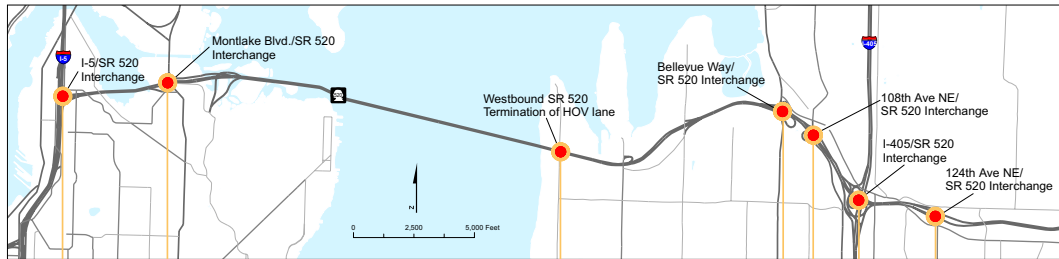 Montlake Blvd./SR 520
Interchange
I-5
I-5/SR 520
Interchange
I-405
Bellevue Way/
SR 520 Interchange
108th Ave NE/
SR 520 Interchange
Westbound SR 520
Termination of HOV lane
I-405/SR 520
Interchange
124th Ave NE/
SR 520 Interchange
N
0 2,500 5,000 Feet